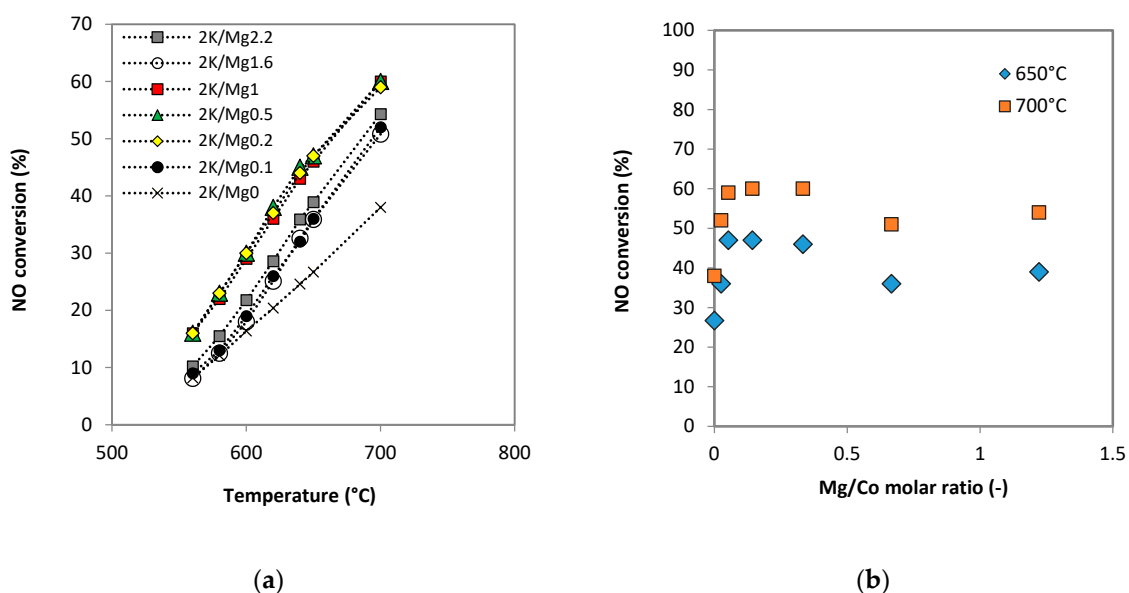 70
60
50
40
30
20
10
0
500
600
700
800
NO conversion (%)
Temperature (°C)
2K/Mg2.2
2K/Mg1.6
2K/Mg1
2K/Mg0.5
2K/Mg0.2
2K/Mg0.1
2K/Mg0
(a)
100
90
80
70
60
50
40
30
20
10
0
0
0.5
1
1.5
NO conversion (%)
Mg/Co molar ratio (-)
650°C
700°C
(b)